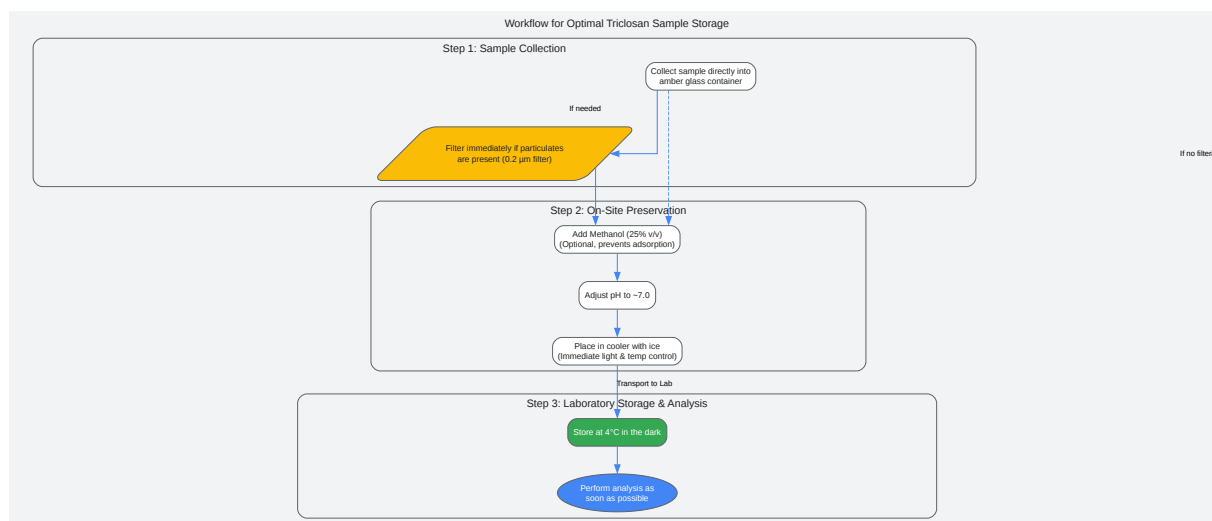 Workflow for Optimal Triclosan Sample Storage
Step 1: Sample Collection
Collect sample directly into
amber glass container
If needed
Filter immediately if particulates
are present (0.2 µm filter)
If no filter
Step 2: On-Site Preservation
Add Methanol (25% v/v)
(Optional, prevents adsorption)
Adjust pH to ~7.0
Place in cooler with ice
(Immediate light & temp control)
Transport to Lab
Step 3: Laboratory Storage & Analysis
Store at 4°C in the dark
Perform analysis as
soon as possible